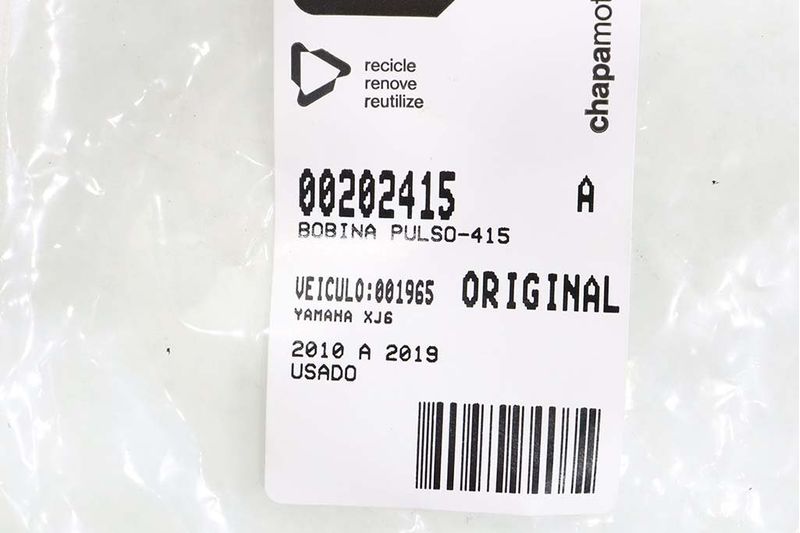 recicle
renove
reutilize
chapamot
00202415 A
BOBINA PULSO-415
VEICULO:001965 ORIGINAL
YAMAHA XJ6
2010 A 2019
USADO